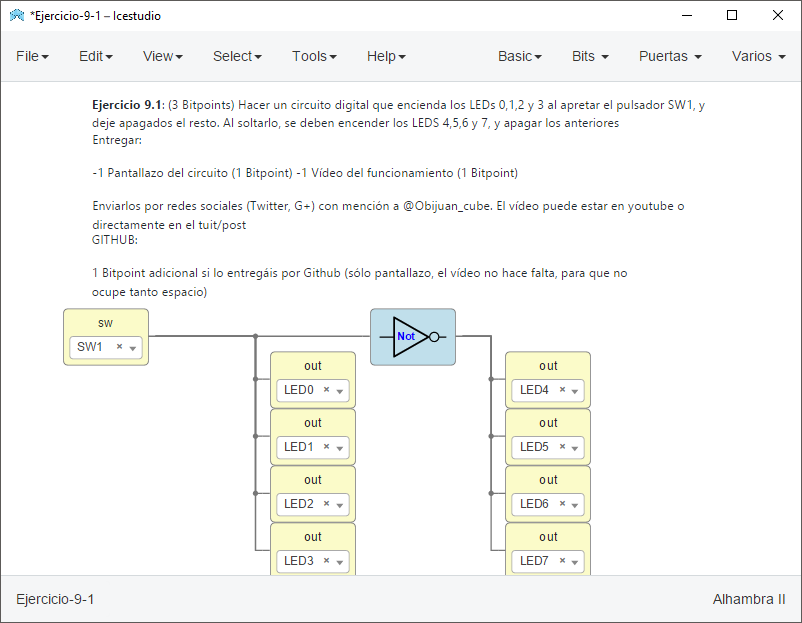 *Ejercicio-9-1 – Icestudio
File Edit View Select Tools Help Basic Bits Puertas Varios
Ejercicio 9.1: (3 Bitpoints) Hacer un circuito digital que encienda los LEDs 0,1,2 y 3 al apretar el pulsador SW1, y
deje apagados el resto. Al soltarlo, se deben encender los LEDS 4,5,6 y 7, y apagar los anteriores
Entregar:
-1 Pantallazo del circuito (1 Bitpoint) -1 Vídeo del funcionamiento (1 Bitpoint)
Enviarlos por redes sociales (Twitter, G+) con mención a @Obijuan_cube. El vídeo puede estar en youtube o
directamente en el tuit/post
GITHUB:
1 Bitpoint adicional si lo entregáis por Github (sólo pantallazo, el vídeo no hace falta, para que no
ocupe tanto espacio)
sw
SW1
Not
out
LED0
out
LED1
out
LED2
out
LED3
out
LED4
out
LED5
out
LED6
out
LED7
Ejercicio-9-1
Alhambra II